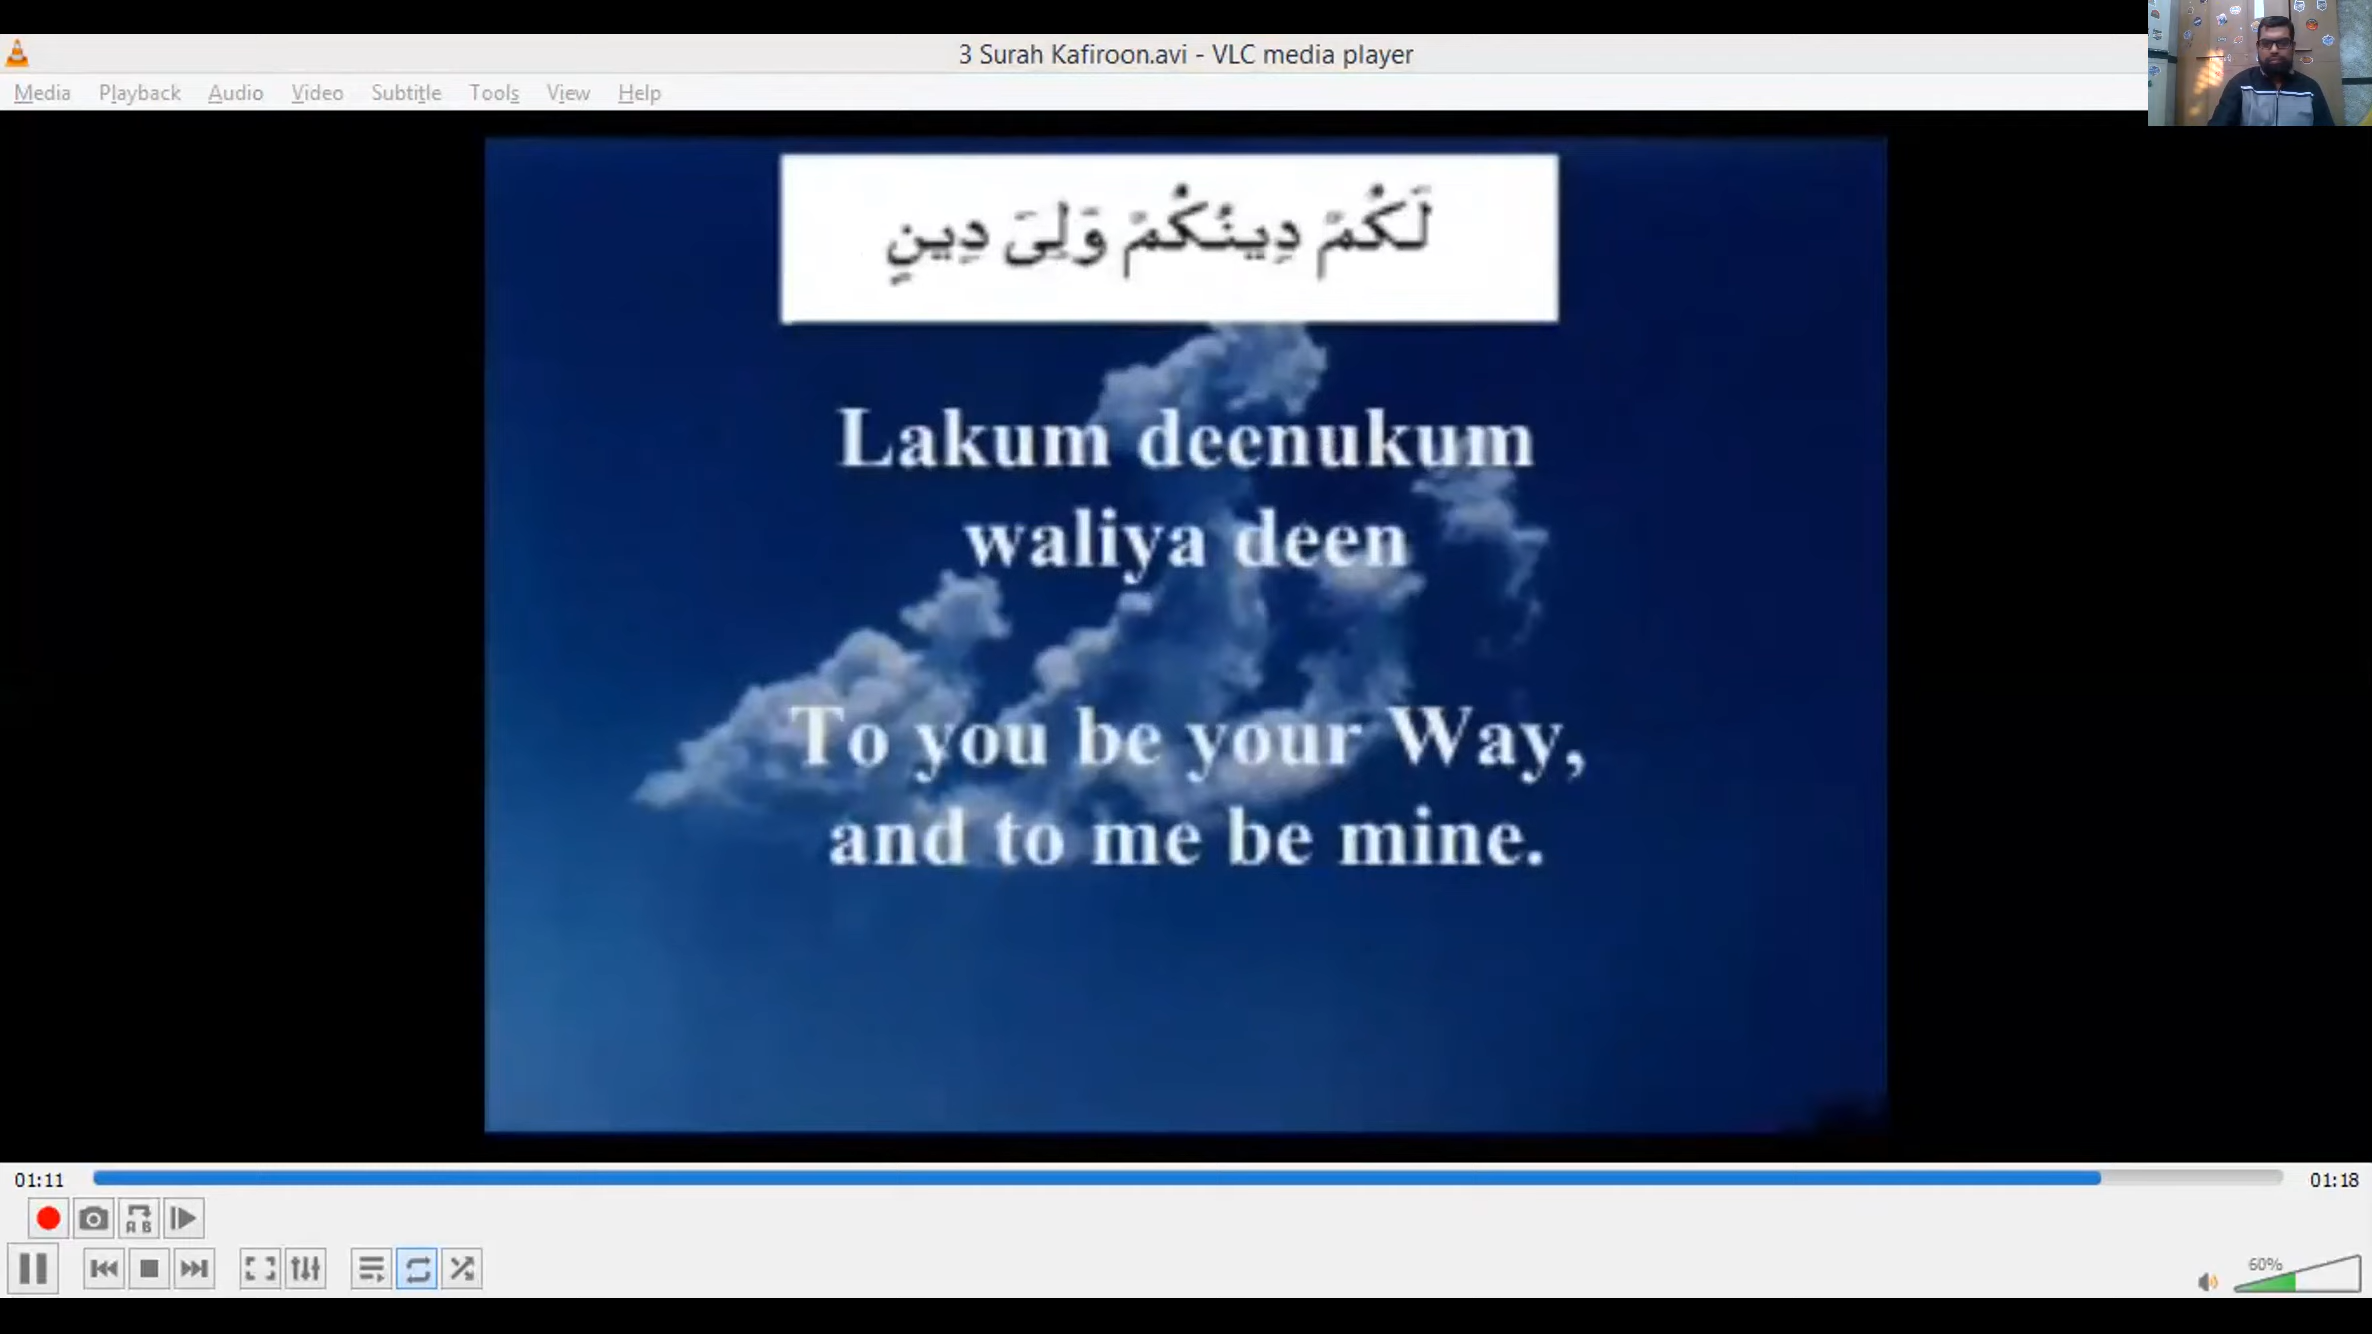 3 Surah Kafiroon.avi - VLC media player
Media Playback Audio Video Subtitle Tools View Help
لَكُمْ دِينُكُمْ وَلِىَ دِينِ
Lakum deenukum
waliya deen
To you be your Way,
and to me be mine.
01:11 01:18
A B
60%